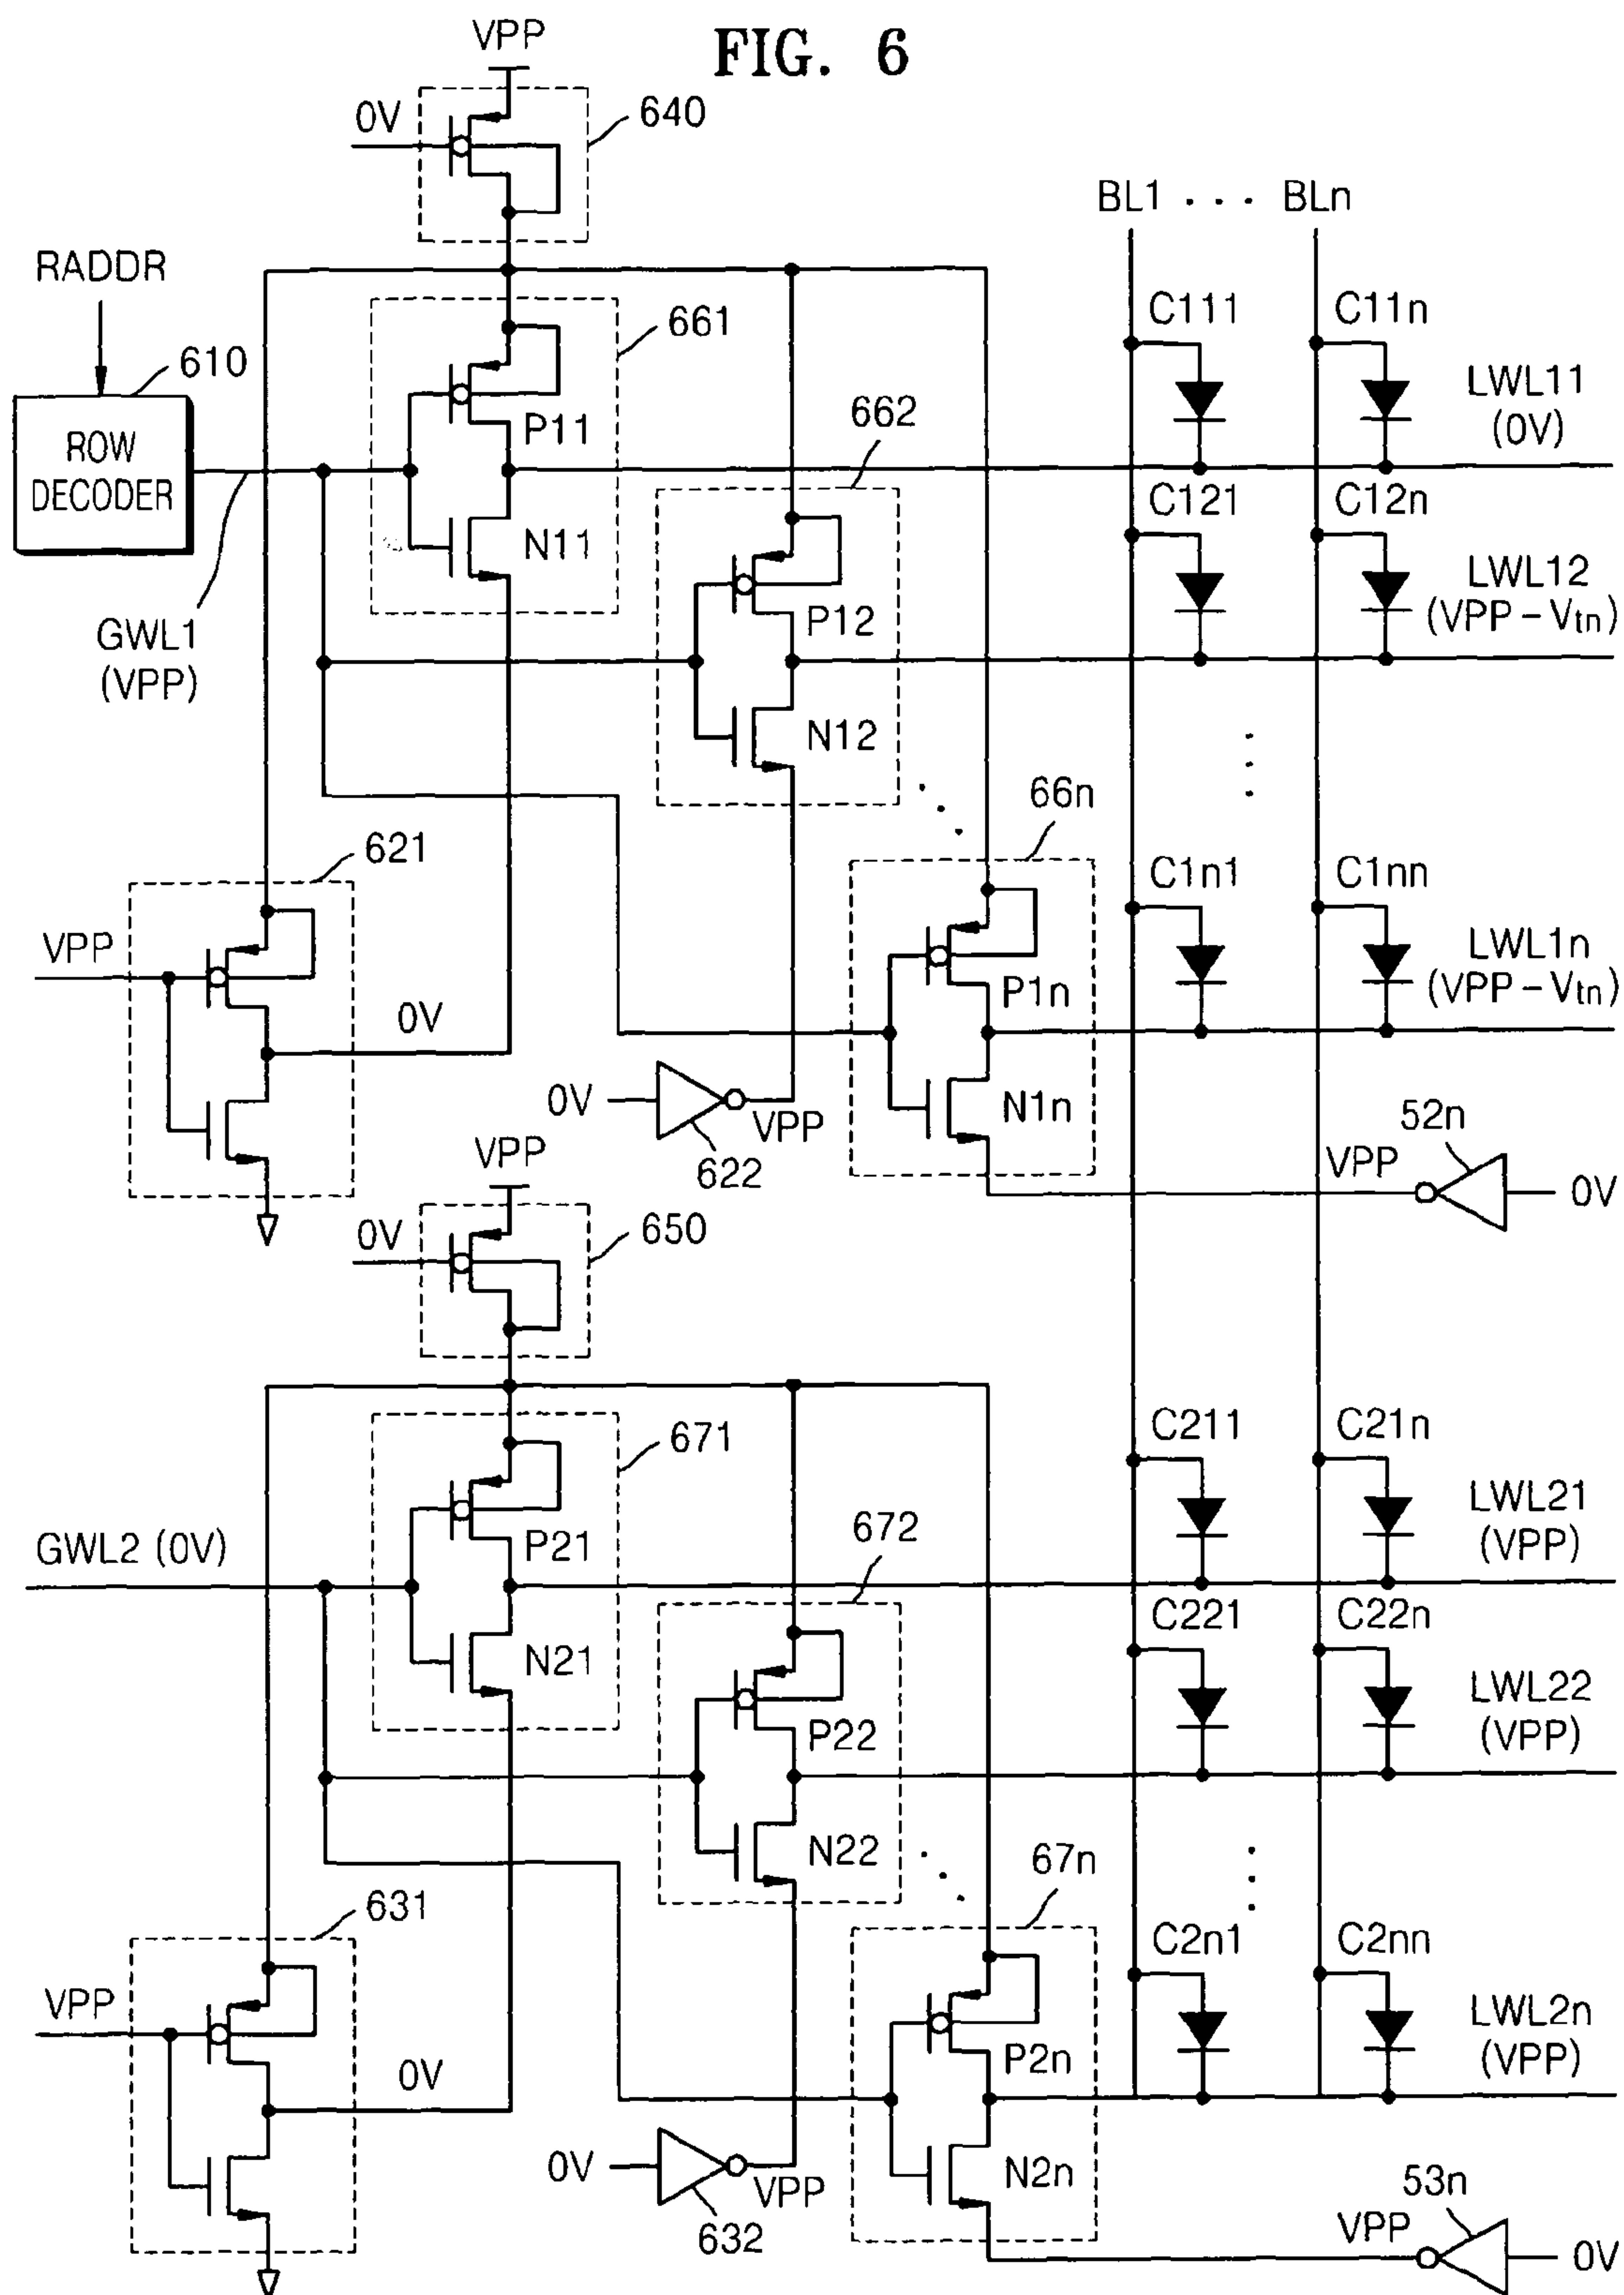 FIG. 6
VPP
0V
640
BL1 · · · BLn
RADDR
C111
C11n
661
610
LWL11
(0V)
P11
662
ROW
DECODER
C121
C12n
N11
LWL12
(VPP-Vtn)
GWL1
(VPP)
P12
N12
66n
621
C1n1
C1nn
VPP
LWL1n
(VPP-Vtn)
P1n
0V
0V
VPP
622
N1n
52n
VPP
0V
VPP
0V
650
C211
C21n
671
LWL21
(VPP)
672
GWL2 (0V)
P21
C221
C22n
N21
LWL22
(VPP)
P22
N22
67n
631
C2n1
C2nn
VPP
LWL2n
(VPP)
P2n
0V
0V
VPP
632
N2n
53n
VPP
0V